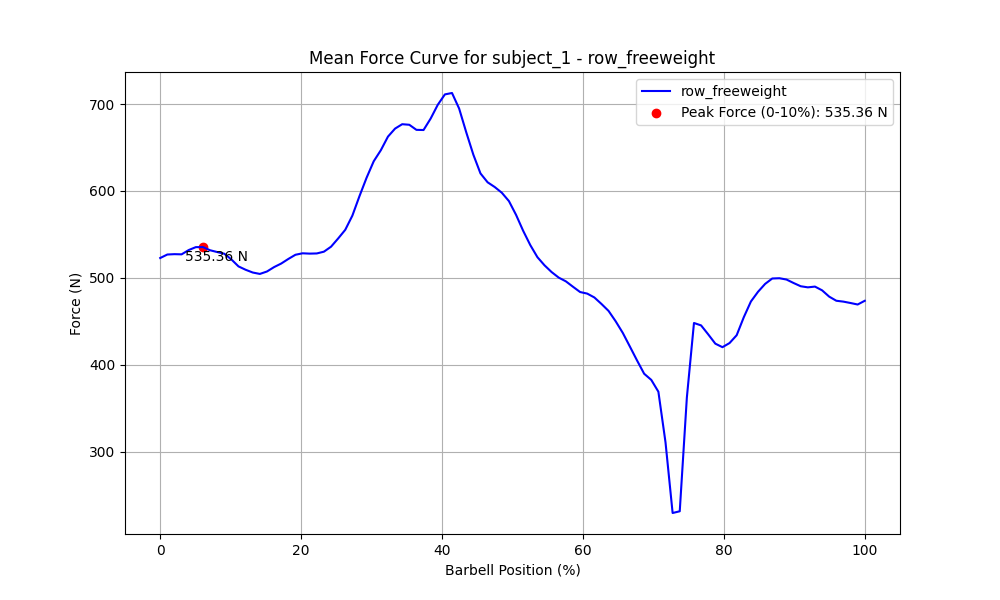 Mean Force Curve for subject_1 - row_freeweight
row_freeweight
Peak Force (0-10%): 535.36 N
700
600
500
400
300
535.36 N
Force (N)
0 20 40 60 80 100
Barbell Position (%)